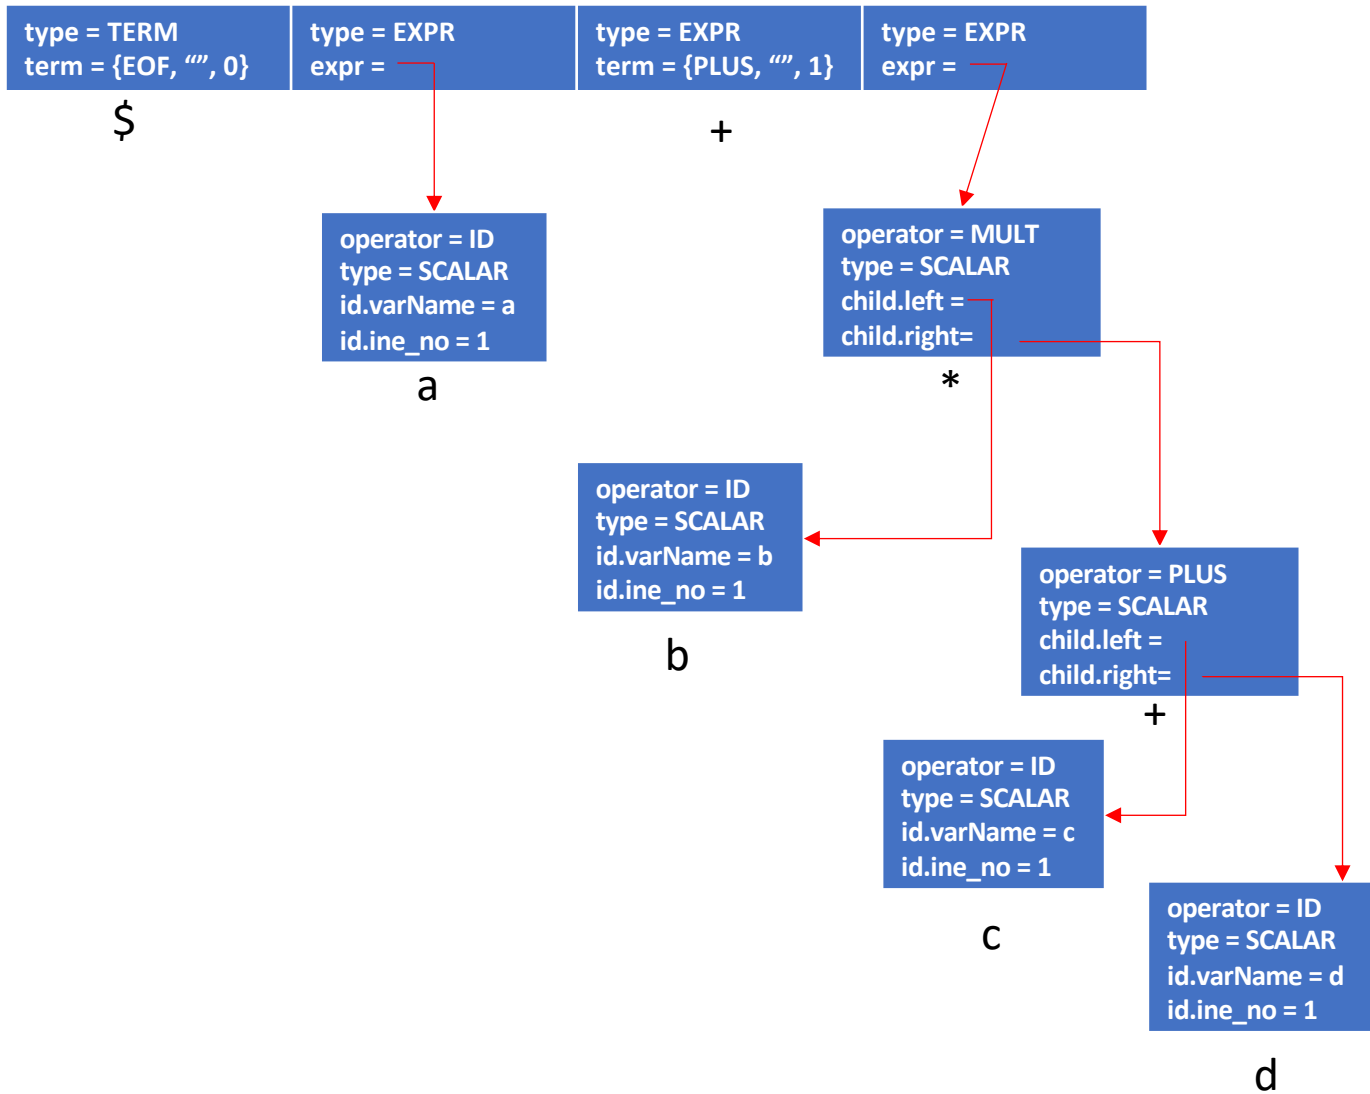 type = TERM
term = {EOF, “”, 0}
type = EXPR
expr =
type = EXPR
term = {PLUS, “”, 1}
type = EXPR
expr =
$
+
operator = ID
type = SCALAR
id.varName = a
id.ine_no = 1
a
operator = MULT
type = SCALAR
child.left =
child.right=
*
operator = ID
type = SCALAR
id.varName = b
id.ine_no = 1
b
operator = PLUS
type = SCALAR
child.left =
child.right=
+
operator = ID
type = SCALAR
id.varName = c
id.ine_no = 1
c
operator = ID
type = SCALAR
id.varName = d
id.ine_no = 1
d